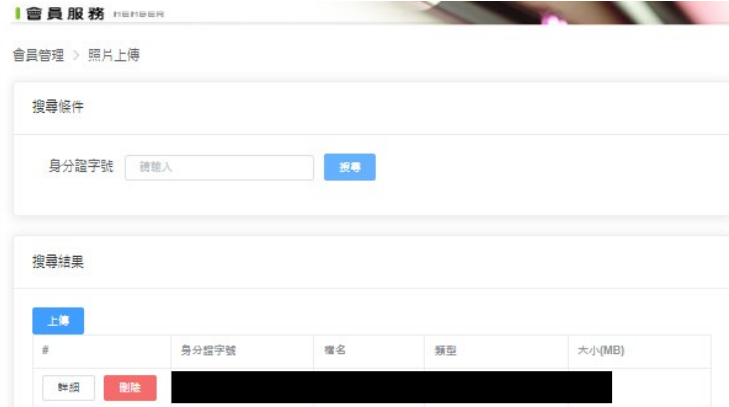 會員服務 MEMBER
會員管理 > 照片上傳
搜尋條件
身分證字號 請輸入 搜尋
搜尋結果
上傳
# 身分證字號 檔名 類型 大小(MB)
詳細 刪除